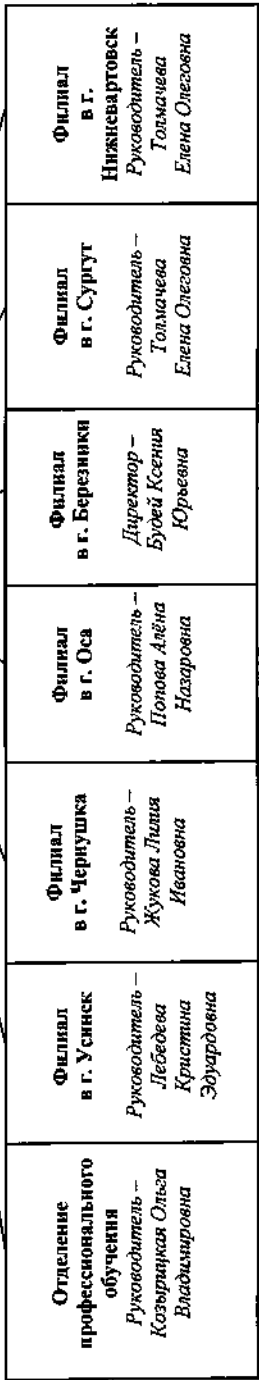 Отделение
профессионального
обучения
Руководитель –
Козырицкая Ольга
Владимировна
Филиал
в г. Усинск
Руководитель –
Лебедева
Кристина
Эдуардовна
Филиал
в г. Чернушка
Руководитель –
Жукова Лилия
Ивановна
Филиал
в г. Оса
Руководитель –
Попова Алёна
Назаровна
Филиал
в г. Березники
Директор –
Будей Ксения
Юрьевна
Филиал
в г. Сургут
Руководитель –
Толмачева
Елена Олеговна
Филиал
в г.
Нижневартовск
Руководитель –
Толмачева
Елена Олеговна